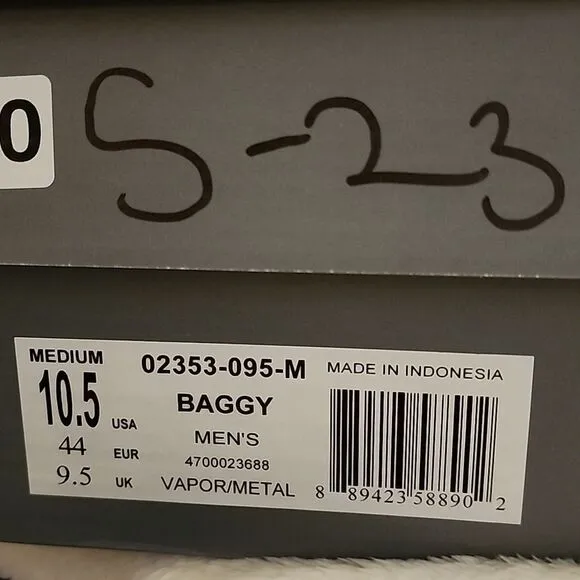 0
S-23
MEDIUM
10.5 USA
44 EUR
9.5 UK
02353-095-M
BAGGY
MEN'S
4700023688
VAPOR/METAL
MADE IN INDONESIA
8 89423 58890 2